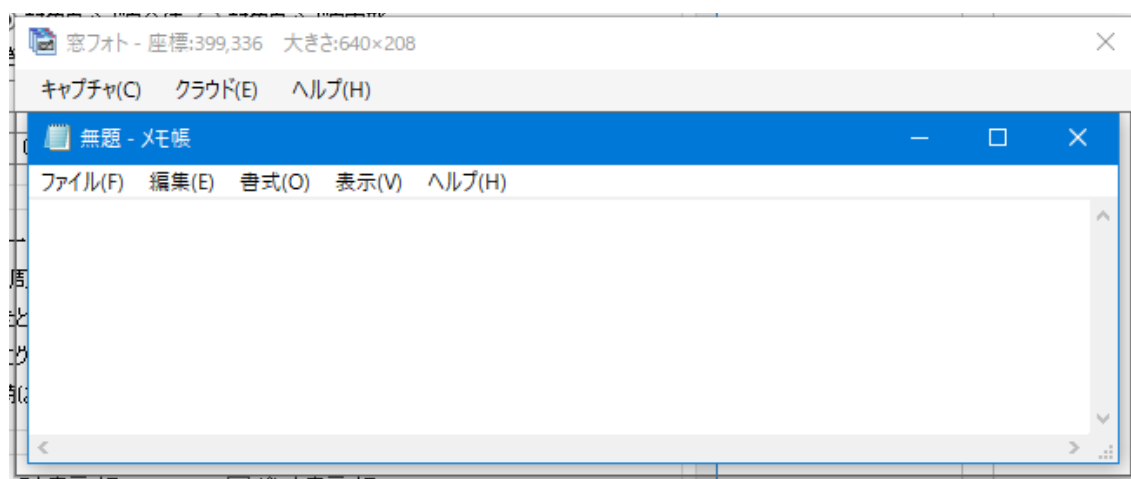 窓フォト - 座標:399,336 大きさ:640×208
キャプチャ(C) クラウド(E) ヘルプ(H)
無題 - メモ帳
ファイル(F) 編集(E) 書式(O) 表示(V) ヘルプ(H)